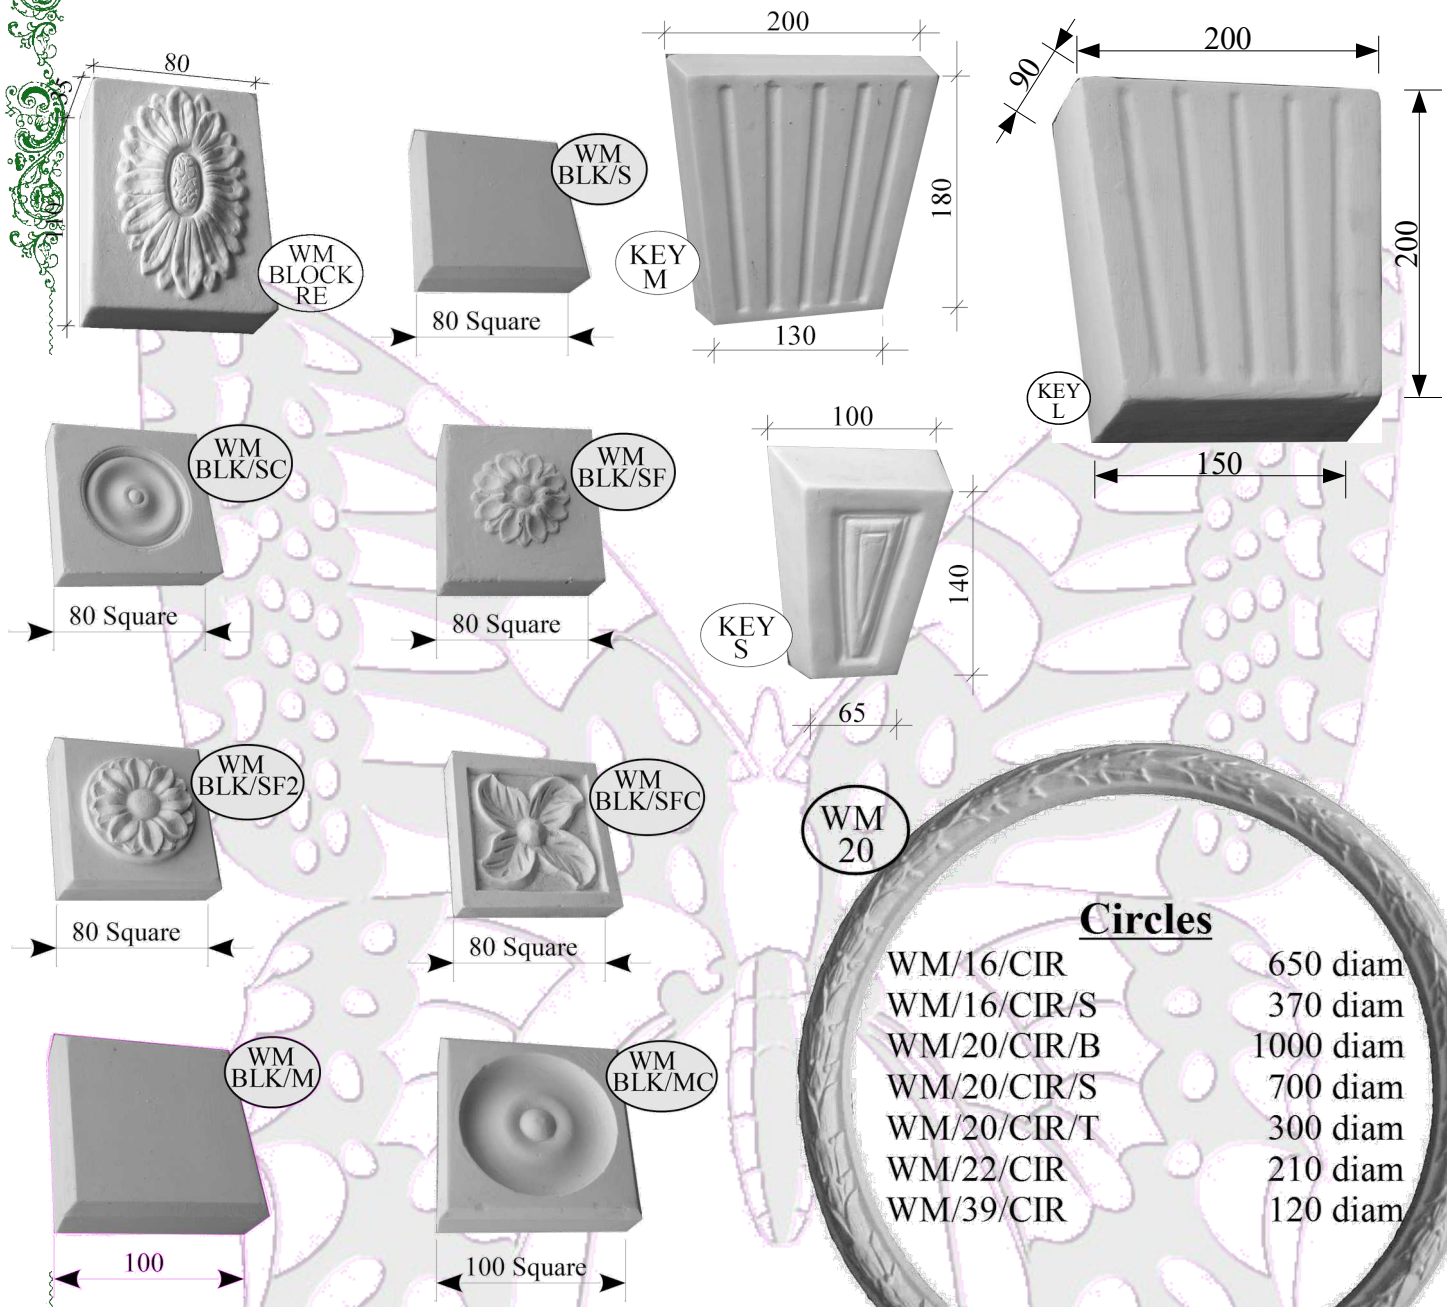 80
35
WM
BLOCK
RE
WM
BLK/S
80 Square
200
180
KEY
M
130
200
90
200
KEY
L
150
WM
BLK/SC
80 Square
WM
BLK/SF
80 Square
100
140
KEY
S
65
WM
BLK/SF2
80 Square
WM
BLK/SFC
80 Square
WM
20
Circles
WM/16/CIR 650 diam
WM/16/CIR/S 370 diam
WM/20/CIR/B 1000 diam
WM/20/CIR/S 700 diam
WM/20/CIR/T 300 diam
WM/22/CIR 210 diam
WM/39/CIR 120 diam
WM
BLK/M
100
WM
BLK/MC
100 Square